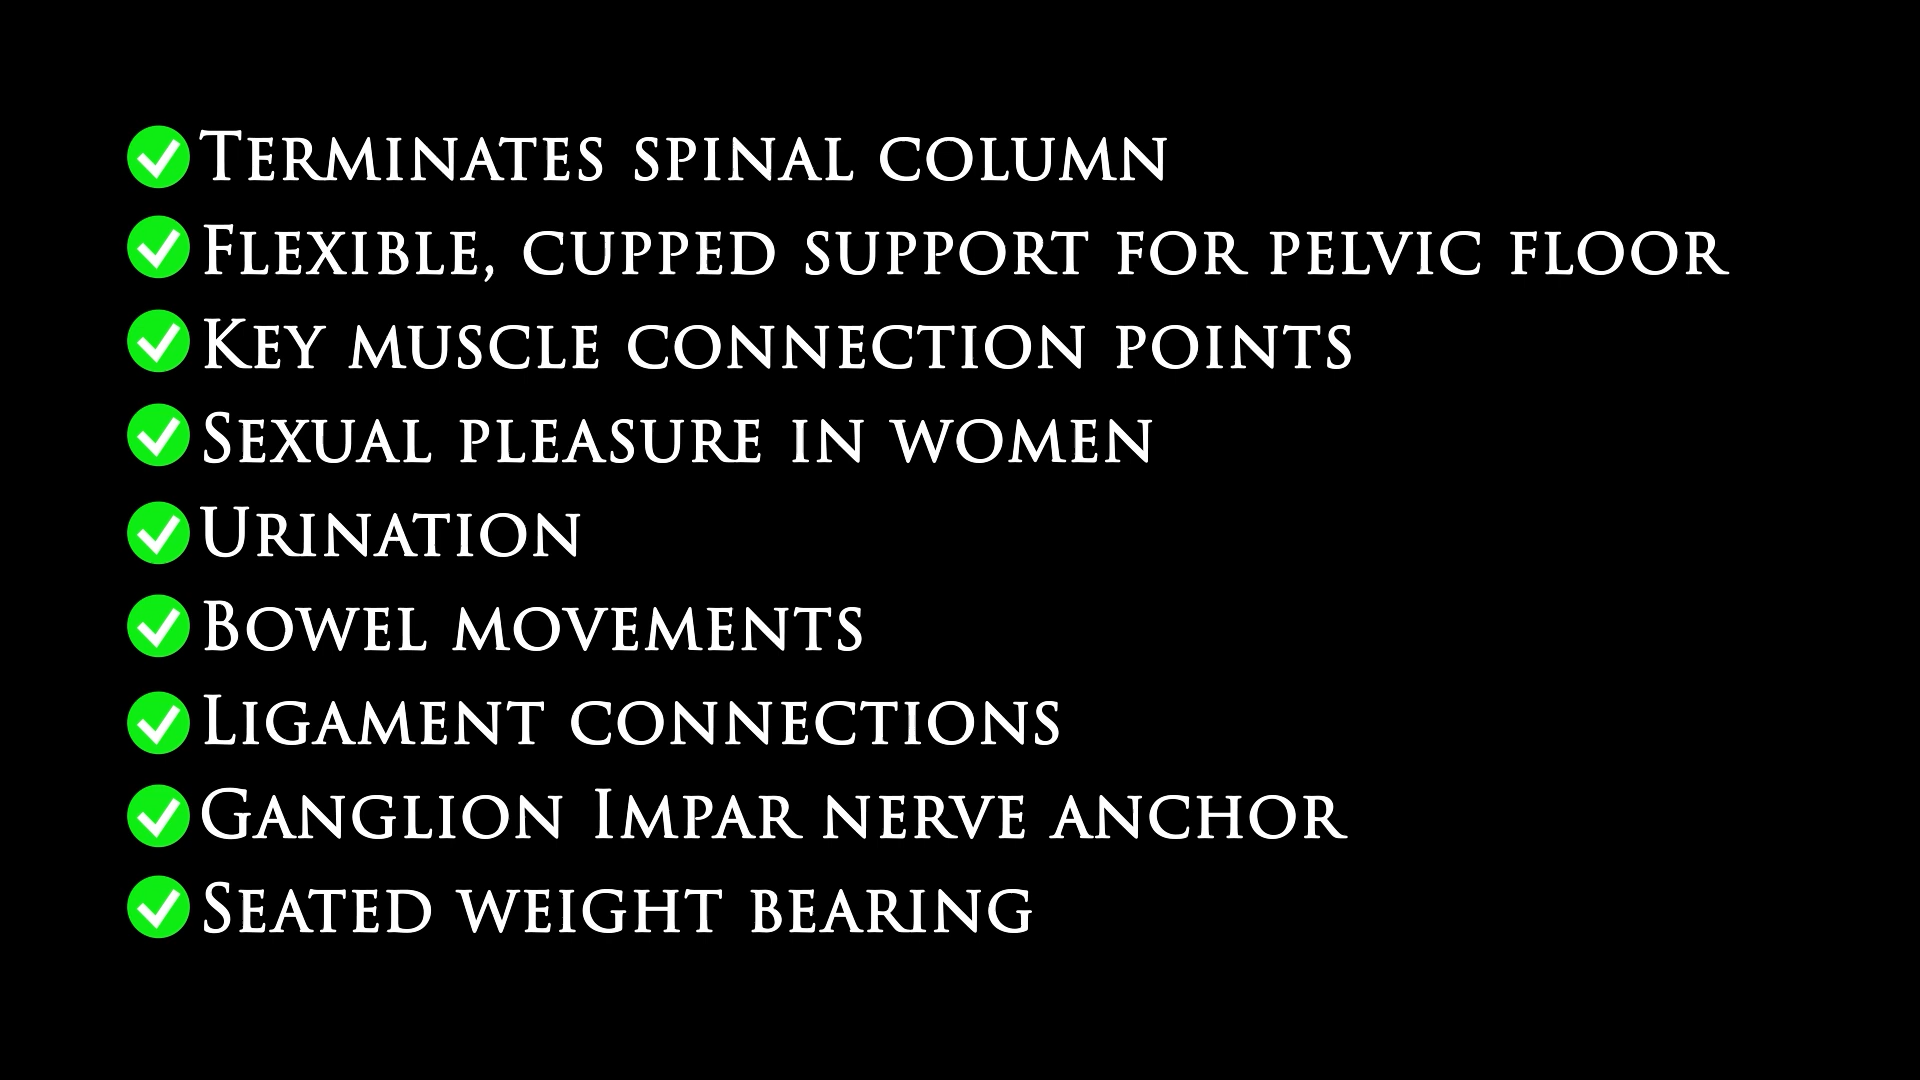 Terminates spinal column
Flexible, cupped support for pelvic floor
Key muscle connection points
Sexual pleasure in women
Urination
Bowel movements
Ligament connections
Ganglion Impar nerve anchor
Seated weight bearing